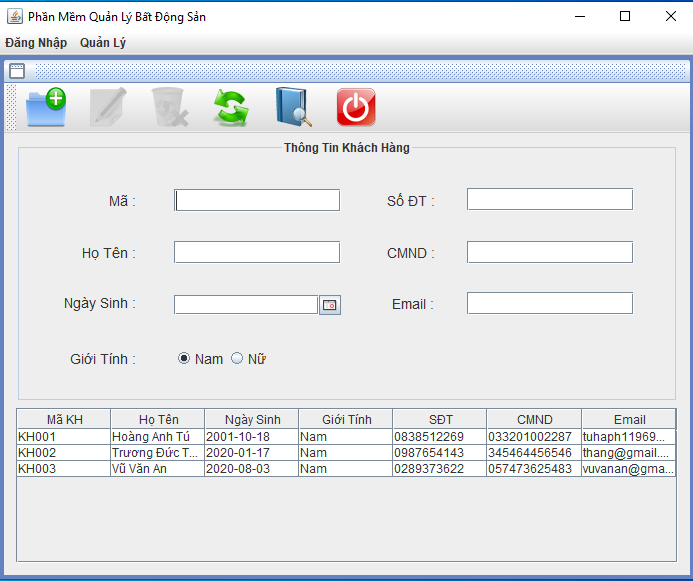 Phần Mềm Quản Lý Bất Động Sản
Đăng Nhập Quản Lý
Thông Tin Khách Hàng
Mã : Số ĐT :
Họ Tên : CMND :
Ngày Sinh : Email :
Giới Tính : Nam Nữ
Mã KH Họ Tên Ngày Sinh Giới Tính SĐT CMND Email
KH001 Hoàng Anh Tú 2001-10-18 Nam 0838512269 033201002287 tuhaph11969...
KH002 Trương Đức T... 2020-01-17 Nam 0987654143 345464456546 thang@gmail....
KH003 Vũ Văn An 2020-08-03 Nam 0289373622 057473625483 vuvanan@gma...